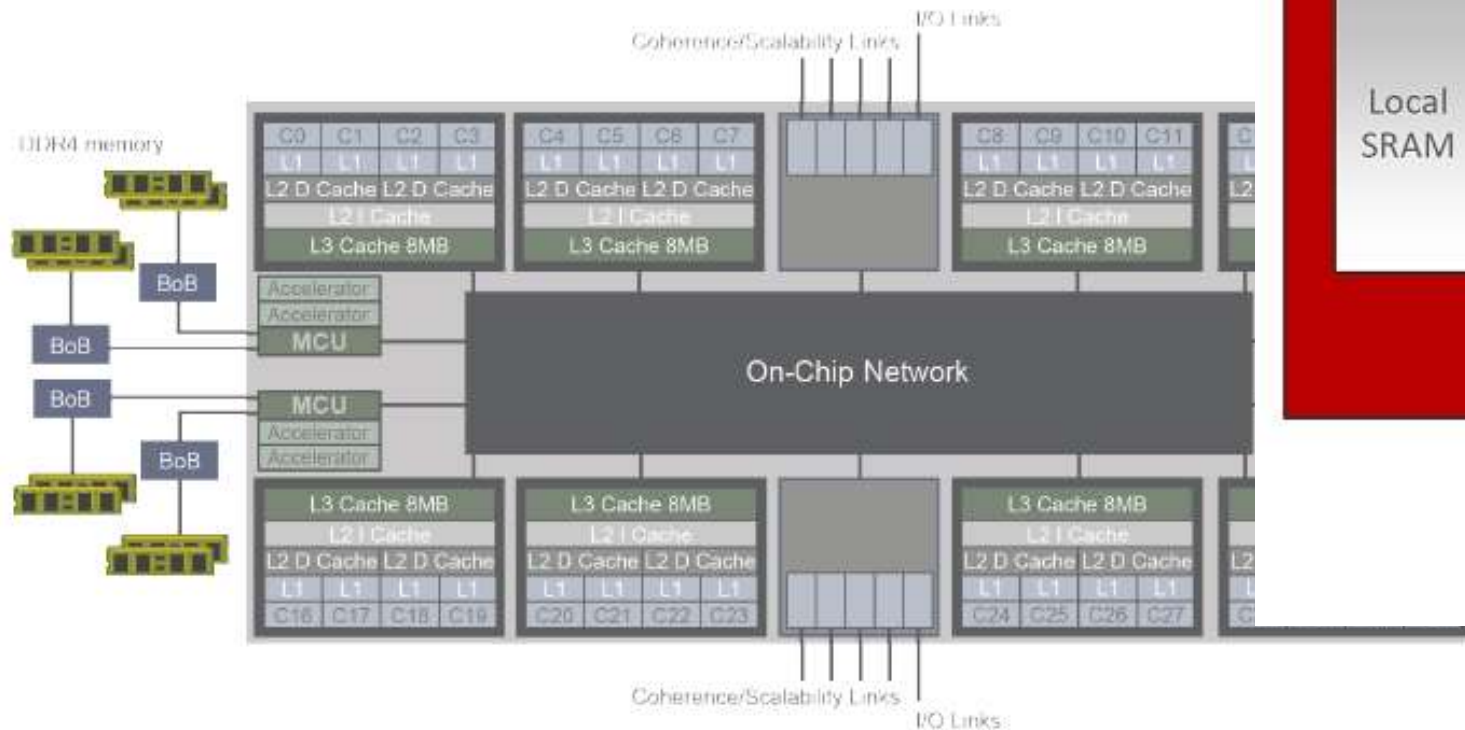 I/O Links
Coherence/Scalability Links
DDR4 memory
C0 C1 C2 C3
L1 L1 L1 L1
L2 D Cache L2 D Cache
L2 I Cache
L3 Cache 8MB
C4 C5 C6 C7
L1 L1 L1 L1
L2 D Cache L2 D Cache
L2 I Cache
L3 Cache 8MB
C8 C9 C10 C11
L1 L1 L1 L1
L2 D Cache L2 D Cache
L2 I Cache
L3 Cache 8MB
L2
Local
SRAM
BoB
BoB
BoB
BoB
Accelerator
Accelerator
MCU
MCU
Accelerator
Accelerator
On-Chip Network
L3 Cache 8MB
L2 I Cache
L2 D Cache L2 D Cache
L1 L1 L1 L1
C16 C17 C18 C19
L3 Cache 8MB
L2 I Cache
L2 D Cache L2 D Cache
L1 L1 L1 L1
C20 C21 C22 C23
L3 Cache 8MB
L2 I Cache
L2 D Cache L2 D Cache
L1 L1 L1 L1
C24 C25 C26 C27
L2
Coherence/Scalability Links
I/O Links